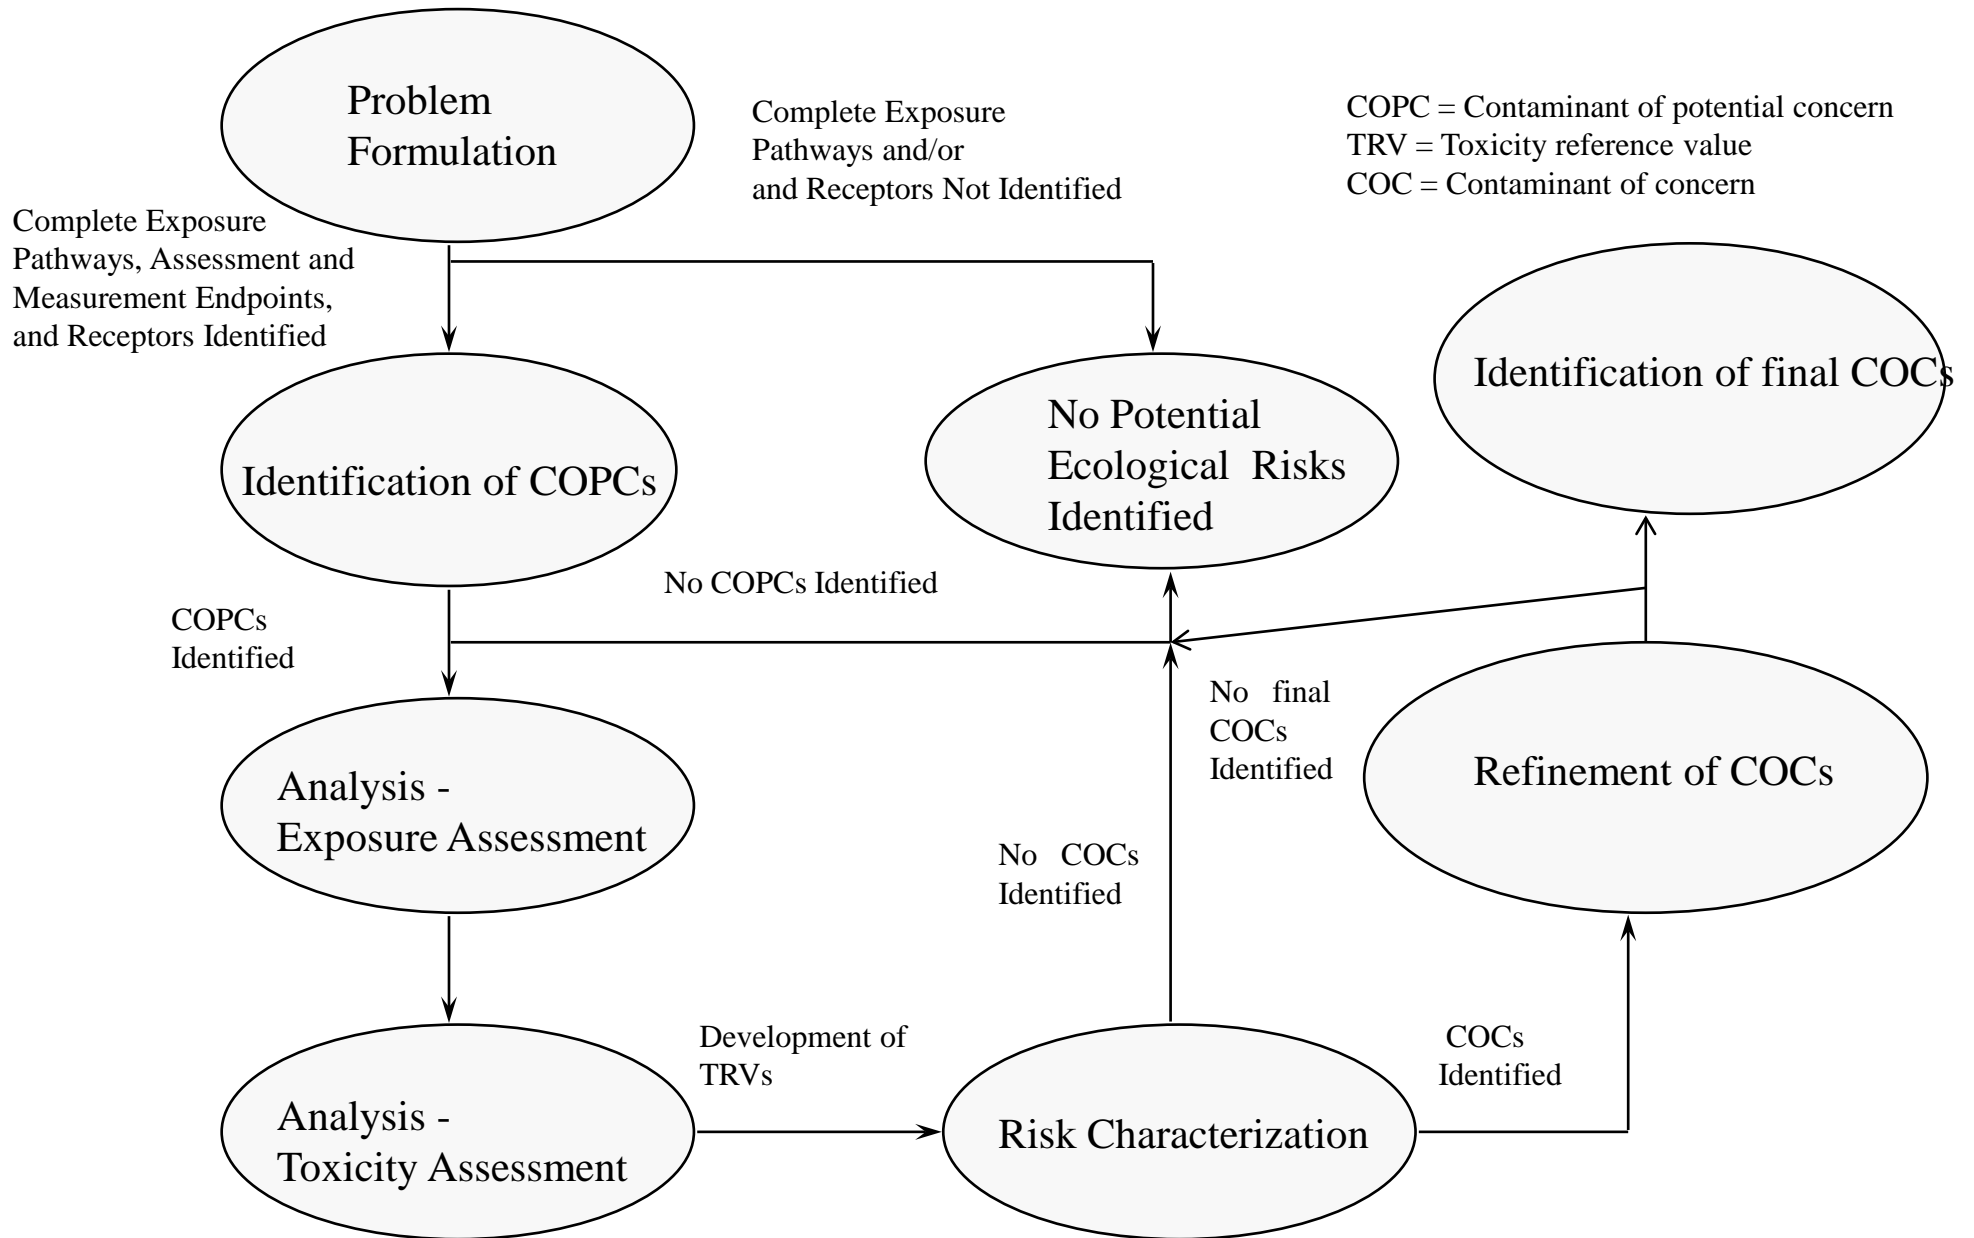 Problem
Formulation
Complete Exposure
Pathways and/or
and Receptors Not Identified
COPC = Contaminant of potential concern
TRV = Toxicity reference value
COC = Contaminant of concern
Complete Exposure
Pathways, Assessment and
Measurement Endpoints,
and Receptors Identified
Identification of COPCs
No Potential
Ecological Risks
Identified
Identification of final COCs
No COPCs Identified
COPCs
Identified
No final
COCs
Identified
Refinement of COCs
Analysis -
Exposure Assessment
No COCs
Identified
Analysis -
Toxicity Assessment
Development of
TRVs
Risk Characterization
COCs
Identified